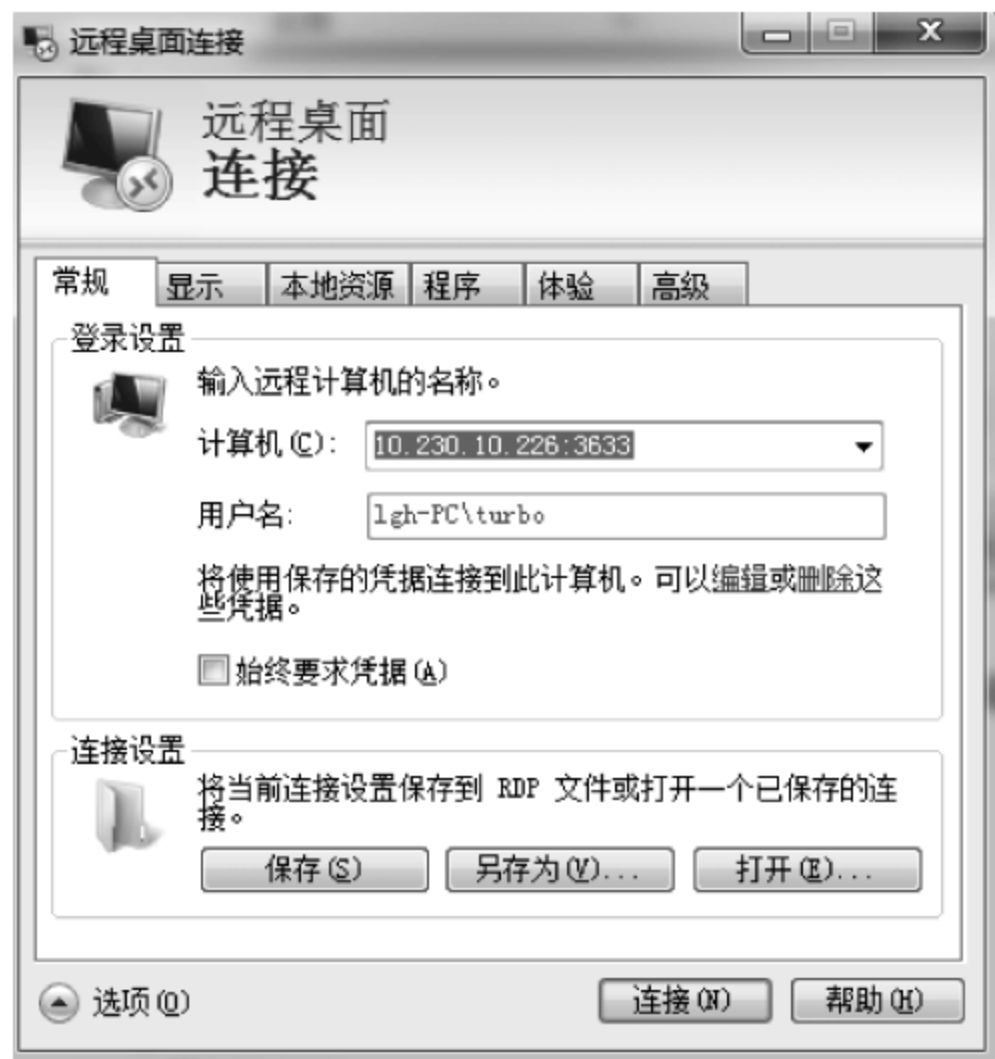 远程桌面连接
远程桌面
连接
常规 显示 本地资源 程序 体验 高级
登录设置
输入远程计算机的名称。
计算机(C): 10.230.10.226:3633
用户名: lgh-PC\turbo
将使用保存的凭据连接到此计算机。可以编辑或删除这
些凭据。
始终要求凭据(A)
连接设置
将当前连接设置保存到 RDP 文件或打开一个已保存的连
接。
保存(S) 另存为(V)... 打开(E)...
选项(O) 连接(N) 帮助(H)